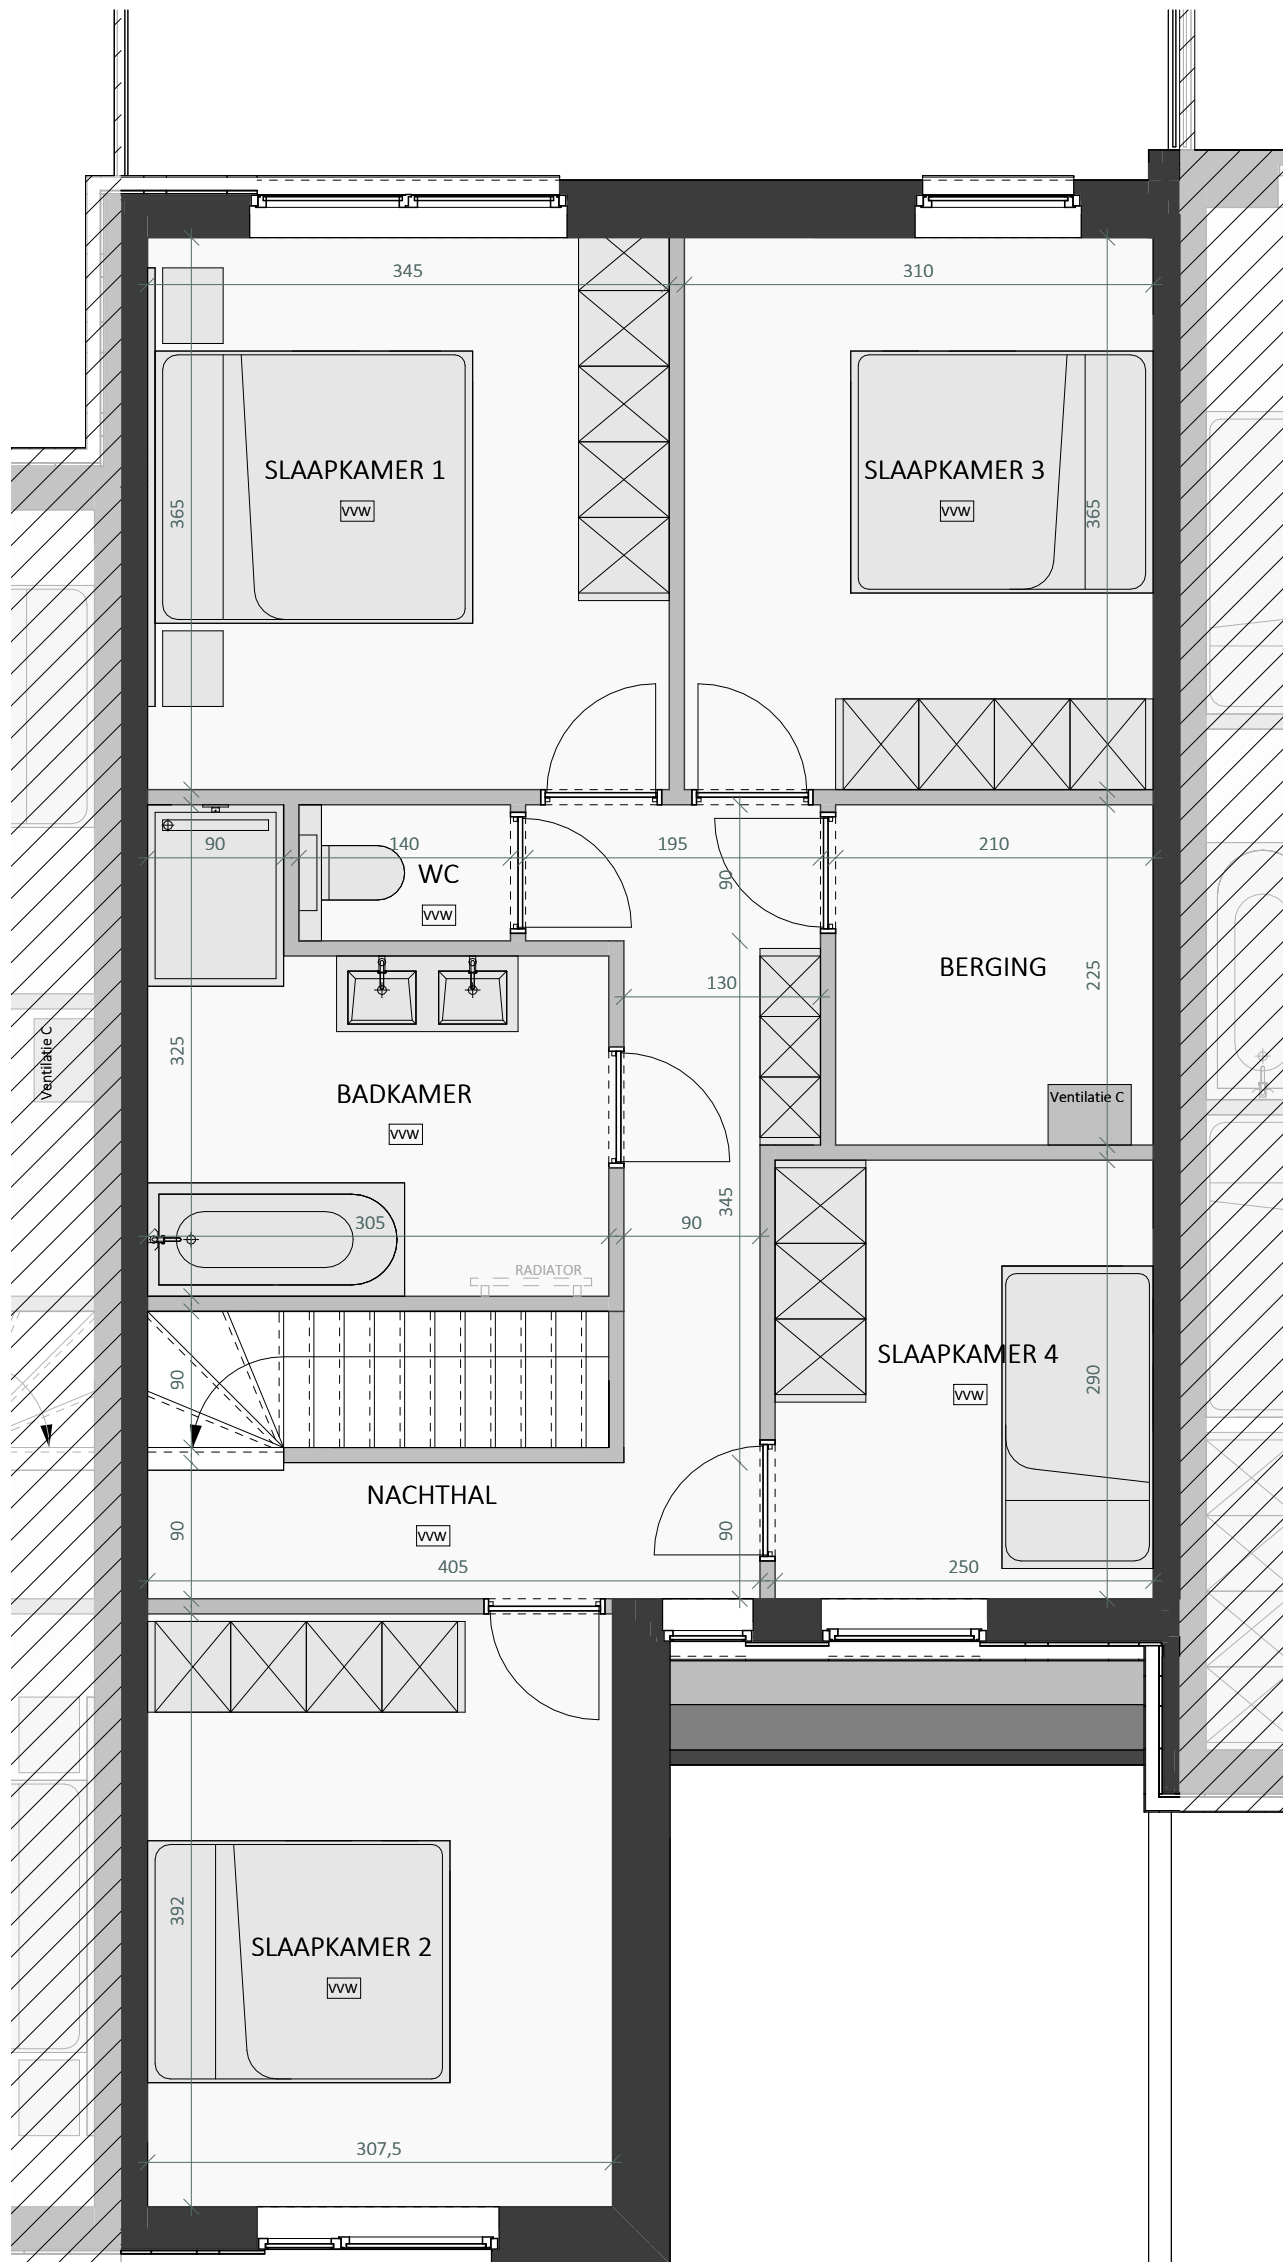 345
310
SLAAPKAMER 1
VVW
SLAAPKAMER 3
VVW
365
365
90
140
195
210
WC
VVW
90
BERGING
225
130
Ventilatie C
325
BADKAMER
VVW
Ventilatie C
345
305
90
RADIATOR
SLAAPKAMER 4
VVW
290
90
NACHTHAL
VVW
90
90
405
250
392
SLAAPKAMER 2
VVW
307,5